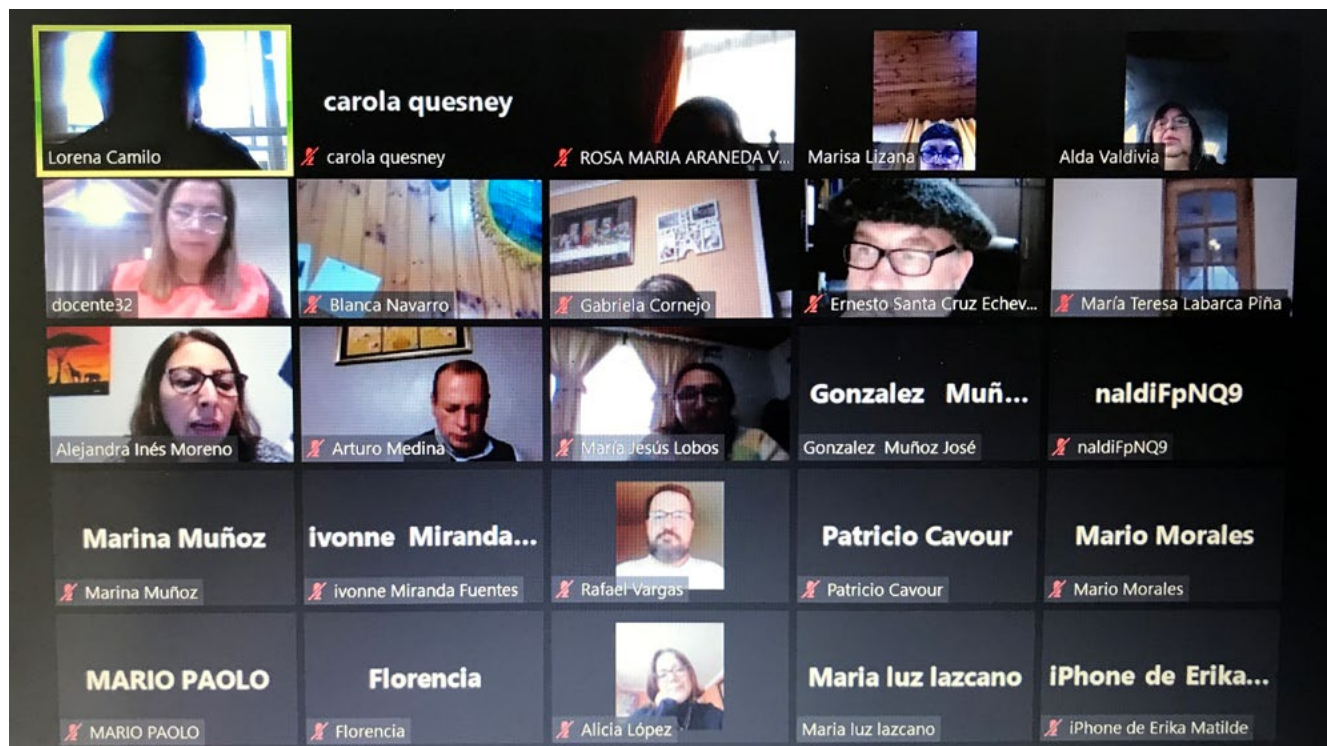 Lorena Camilo
carola quesney
carola quesney
ROSA MARIA ARANEDA V...
Marisa Lizana
Alda Valdivia
docente32
Blanca Navarro
Gabriela Cornejo
Ernesto Santa Cruz Echev...
María Teresa Labarca Piña
Alejandra Inés Moreno
Arturo Medina
María Jesús Lobos
Gonzalez Muñ...
Gonzalez Muñoz José
naldiFpNQ9
naldiFpNQ9
Marina Muñoz
Marina Muñoz
ivonne Miranda...
ivonne Miranda Fuentes
Rafael Vargas
Patricio Cavour
Patricio Cavour
Mario Morales
Mario Morales
MARIO PAOLO
MARIO PAOLO
Florencia
Florencia
Alicia López
Maria luz lazcano
Maria luz lazcano
iPhone de Erika...
iPhone de Erika Matilde